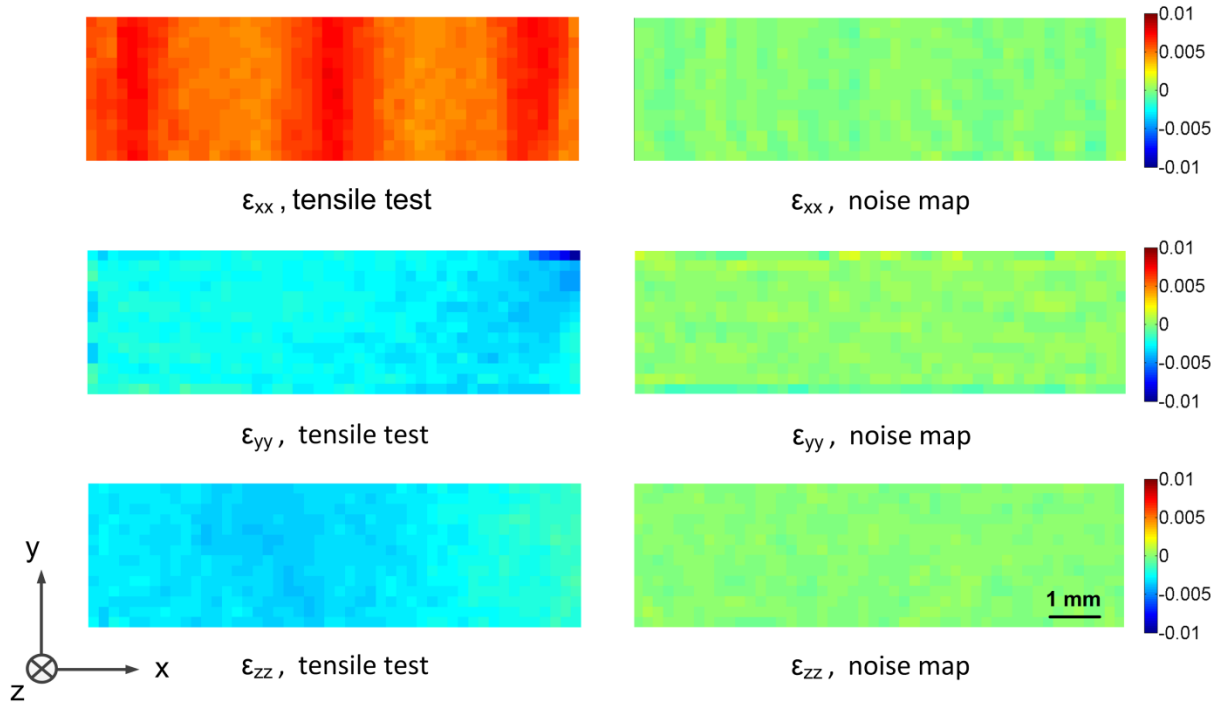 0.01
0.005
0
-0.005
-0.01
εxx , tensile test
εxx , noise map
0.01
0.005
0
-0.005
-0.01
εyy , tensile test
εyy , noise map
0.01
0.005
0
-0.005
-0.01
1 mm
y
x
z
εzz , tensile test
εzz , noise map